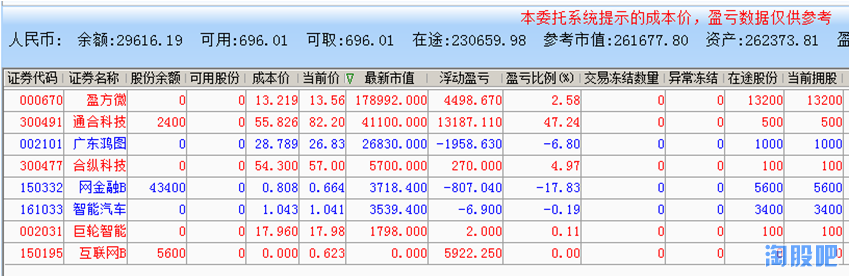 本委托系统提示的成本价，盈亏数据仅供参考
人民币: 余额:29616.19 可用:696.01 可取:696.01 在途:230659.98 参考市值:261677.80 资产:262373.81 盈
证券代码 证券名称 股份余额 可用股份 成本价 当前价 最新市值 浮动盈亏 盈亏比例(%) 交易冻结数量 异常冻结 在途股份 当前拥股
000670 盈方微 0 0 13.219 13.56 178992.000 4498.670 2.58 0 0 13200 13200
300491 通合科技 2400 0 55.826 82.20 41100.000 13187.110 47.24 0 0 500 500
002101 广东鸿图 0 0 28.789 26.83 26830.000 -1958.630 -6.80 0 0 1000 1000
300477 合纵科技 0 0 54.300 57.00 5700.000 270.000 4.97 0 0 100 100
150332 网金融B 43400 0 0.808 0.664 3718.400 -807.040 -17.83 0 0 5600 5600
161033 智能汽车 0 0 1.043 1.041 3539.400 -6.900 -0.19 0 0 3400 3400
002031 巨轮智能 0 0 17.960 17.98 1798.000 2.000 0.11 0 0 100 100
150195 互联网B 5600 0 0.000 0.623 0.00 5922.250 0.00 0 0 0 0
淘股吧